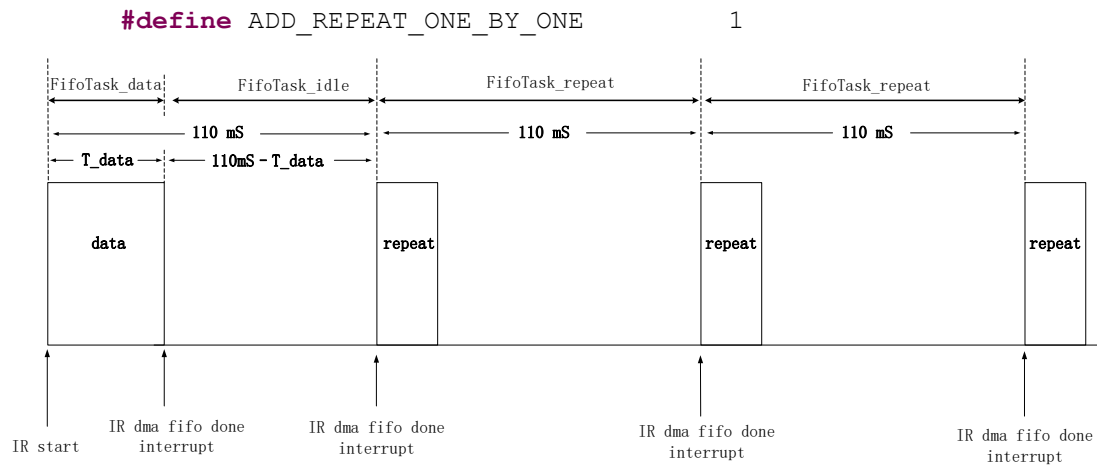 #define ADD_REPEAT_ONE_BY_ONE 1
FifoTask_data
FifoTask_idle
FifoTask_repeat
FifoTask_repeat
110 mS
110 mS
110 mS
T_data
110mS-T_data
data
repeat
repeat
repeat
IR start
IR dma fifo done
interrupt
IR dma fifo done
interrupt
IR dma fifo done
interrupt
IR dma fifo done
interrupt